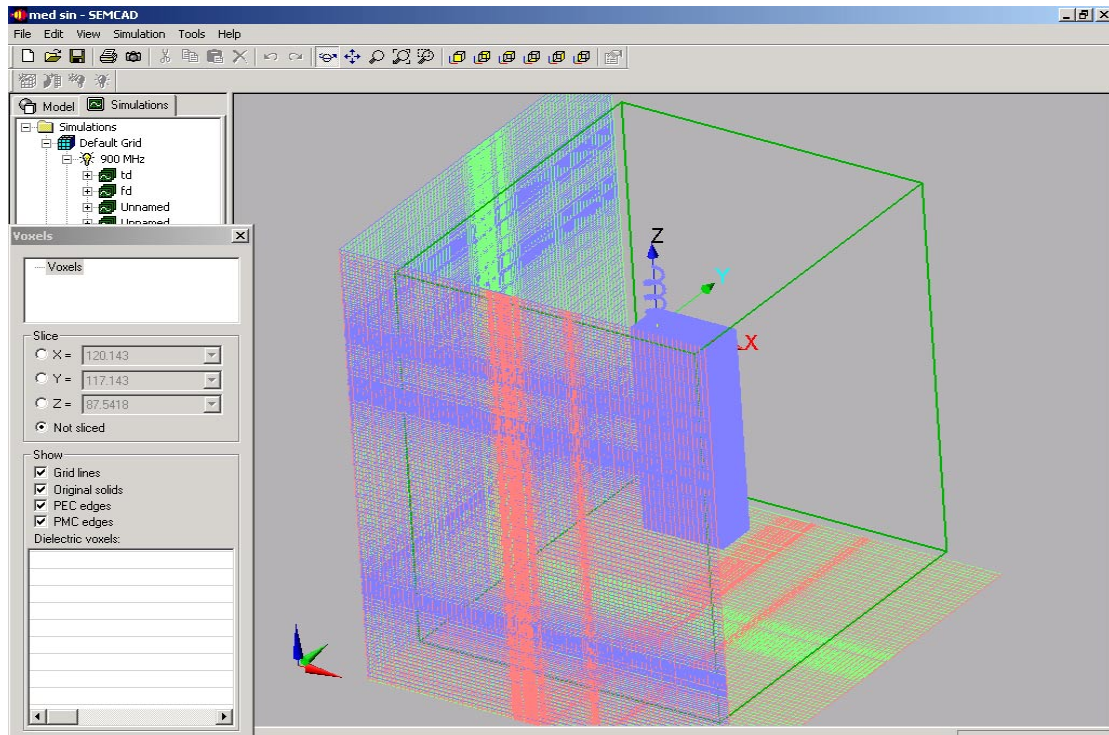 med sin - SEMCAD
File Edit View Simulation Tools Help
Model Simulations
Simulations
Default Grid
900 MHz
td
fd
Unnamed
Unnamed
Voxels
Voxels
Slice
X = 120.143
Y = 117.143
Z = 87.5418
Not sliced
Show
Grid lines
Original solids
PEC edges
PMC edges
Dielectric voxels:
Z
Y
X